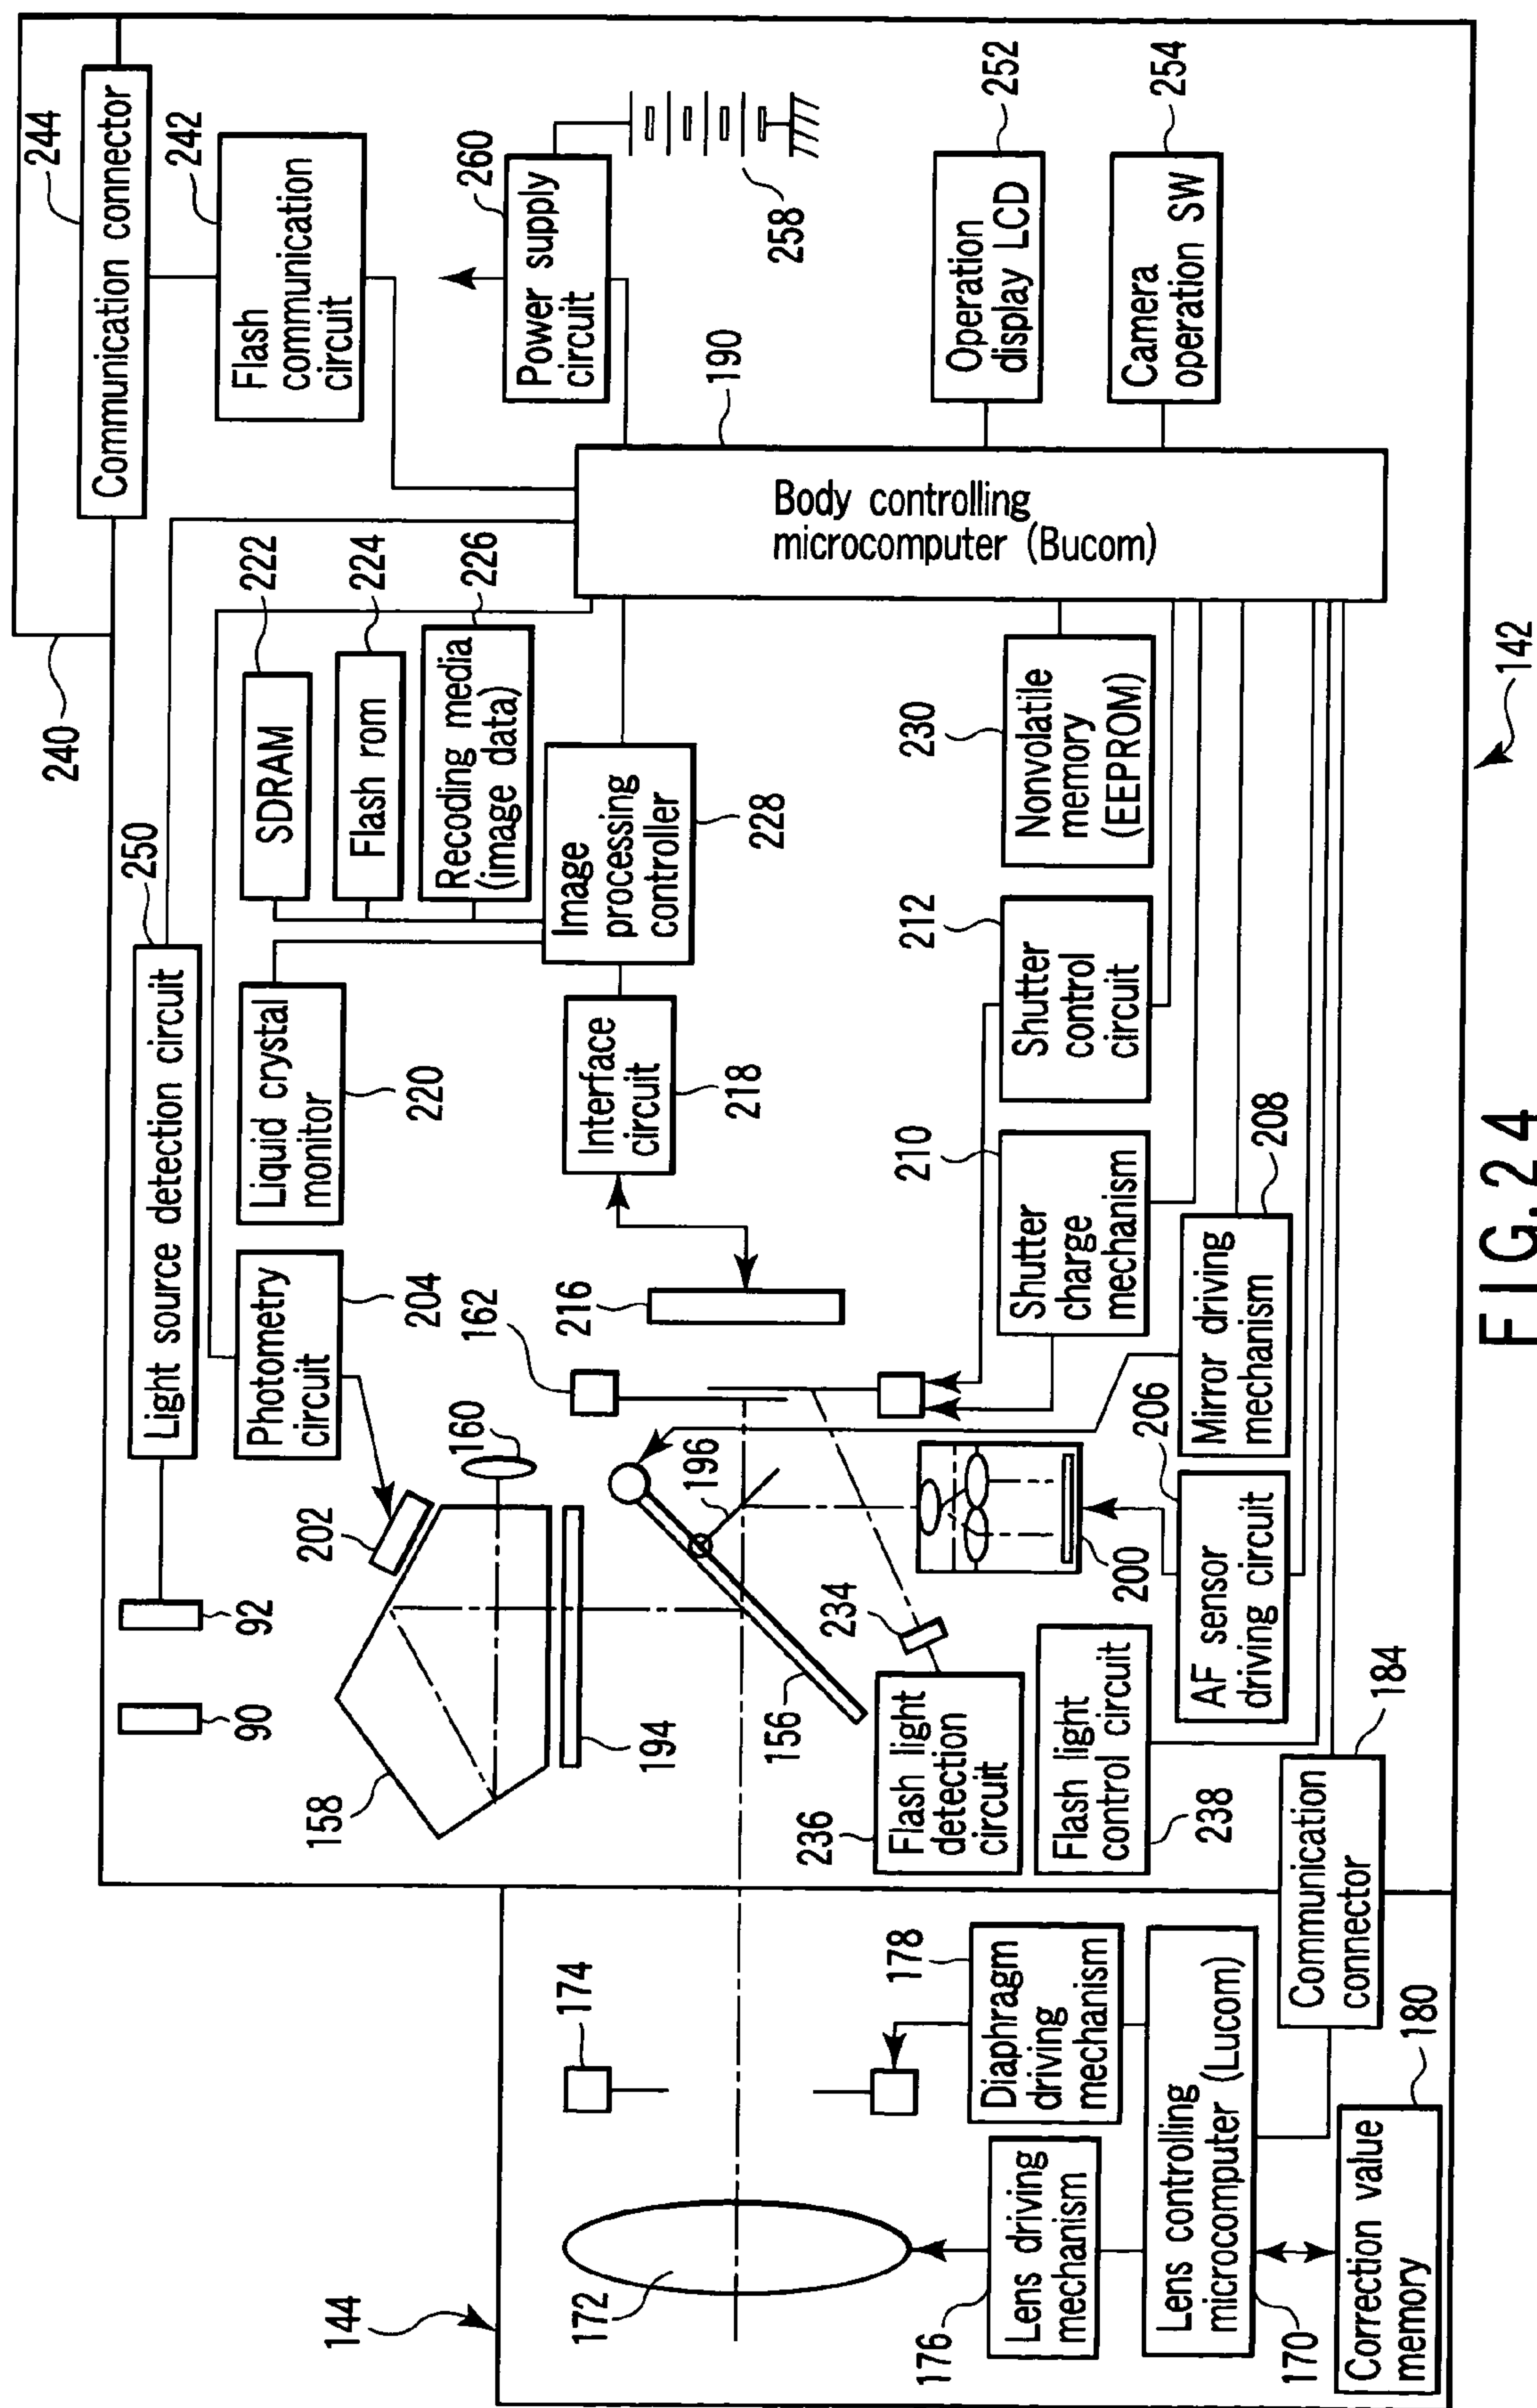 144
172
174
176
Lens driving
mechanism
178
Diaphragm
driving
mechanism
Lens controlling
microcomputer (Lucom)
170
Correction value
memory
180
Communication
connector
184
240
Communication connector
244
Flash
communication
circuit
242
250
Light source detection circuit
90
92
158
202
Photometry
circuit
204
160
194
Liquid crystal
monitor
220
SDRAM
222
Flash rom
224
Recoding media
(image data)
226
Image
processing
controller
228
Interface
circuit
218
216
162
196
156
234
236
Flash light
detection
circuit
Flash light
control circuit
238
200
206
AF sensor
driving circuit
Mirror driving
mechanism
208
210
Shutter
charge
mechanism
212
Shutter
control
circuit
230
Nonvolatile
memory
(EEPROM)
190
Body controlling
microcomputer (Bucom)
260
Power supply
circuit
258
Operation
display LCD
252
Camera
operation SW
254
142
FIG. 24